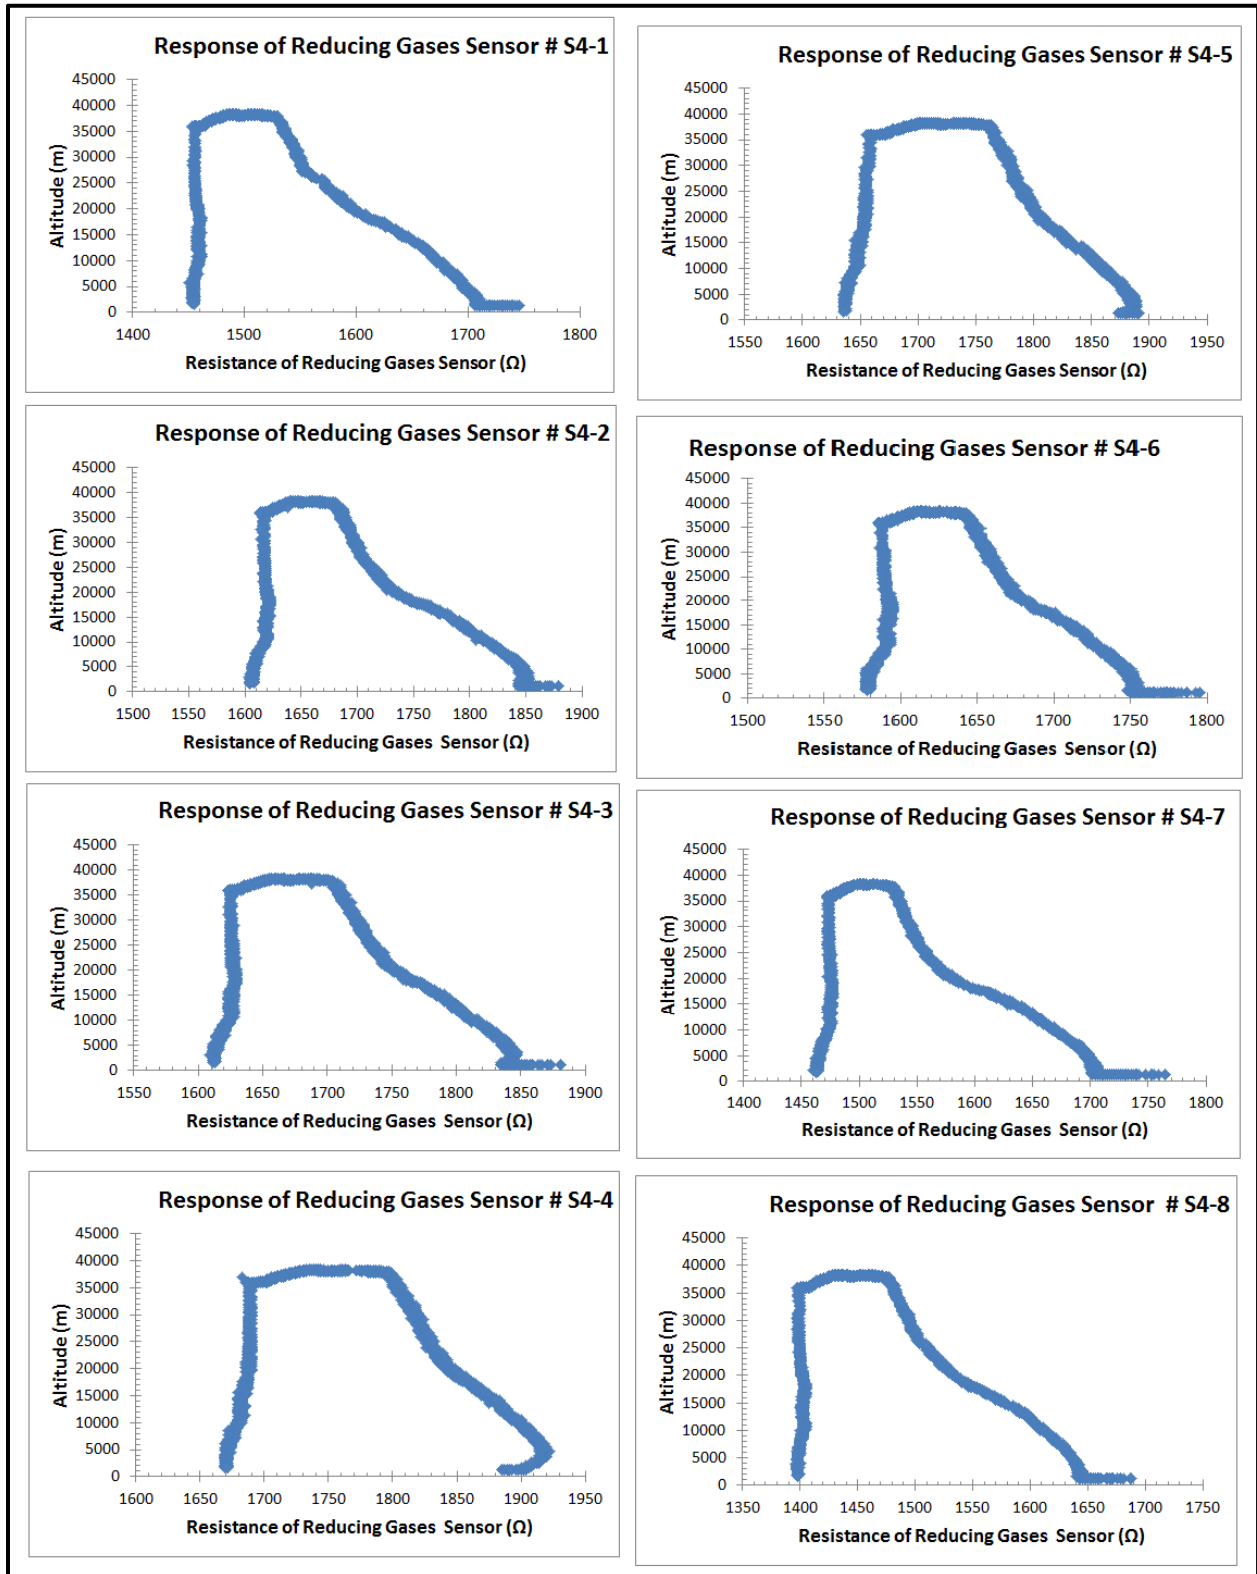 Response of Reducing Gases Sensor # S4-1
45000
40000
35000
30000
25000
20000
15000
10000
5000
0
Altitude (m)
1400 1500 1600 1700 1800
Resistance of Reducing Gases Sensor (Ω)
Response of Reducing Gases Sensor # S4-5
45000
40000
35000
30000
25000
20000
15000
10000
5000
0
Altitude (m)
1550 1600 1650 1700 1750 1800 1850 1900 1950
Resistance of Reducing Gases Sensor (Ω)
Response of Reducing Gases Sensor # S4-2
45000
40000
35000
30000
25000
20000
15000
10000
5000
0
Altitude (m)
1500 1550 1600 1650 1700 1750 1800 1850 1900
Resistance of Reducing Gases Sensor (Ω)
Response of Reducing Gases Sensor # S4-6
45000
40000
35000
30000
25000
20000
15000
10000
5000
0
Altitude (m)
1500 1550 1600 1650 1700 1750 1800
Resistance of Reducing Gases Sensor (Ω)
Response of Reducing Gases Sensor # S4-3
45000
40000
35000
30000
25000
20000
15000
10000
5000
0
Altitude (m)
1550 1600 1650 1700 1750 1800 1850 1900
Resistance of Reducing Gases Sensor (Ω)
Response of Reducing Gases Sensor # S4-7
45000
40000
35000
30000
25000
20000
15000
10000
5000
0
Altitude (m)
1400 1450 1500 1550 1600 1650 1700 1750 1800
Resistance of Reducing Gases Sensor (Ω)
Response of Reducing Gases Sensor # S4-4
45000
40000
35000
30000
25000
20000
15000
10000
5000
0
Altitude (m)
1600 1650 1700 1750 1800 1850 1900 1950
Resistance of Reducing Gases Sensor (Ω)
Response of Reducing Gases Sensor # S4-8
45000
40000
35000
30000
25000
20000
15000
10000
5000
0
Altitude (m)
1350 1400 1450 1500 1550 1600 1650 1700 1750
Resistance of Reducing Gases Sensor (Ω)